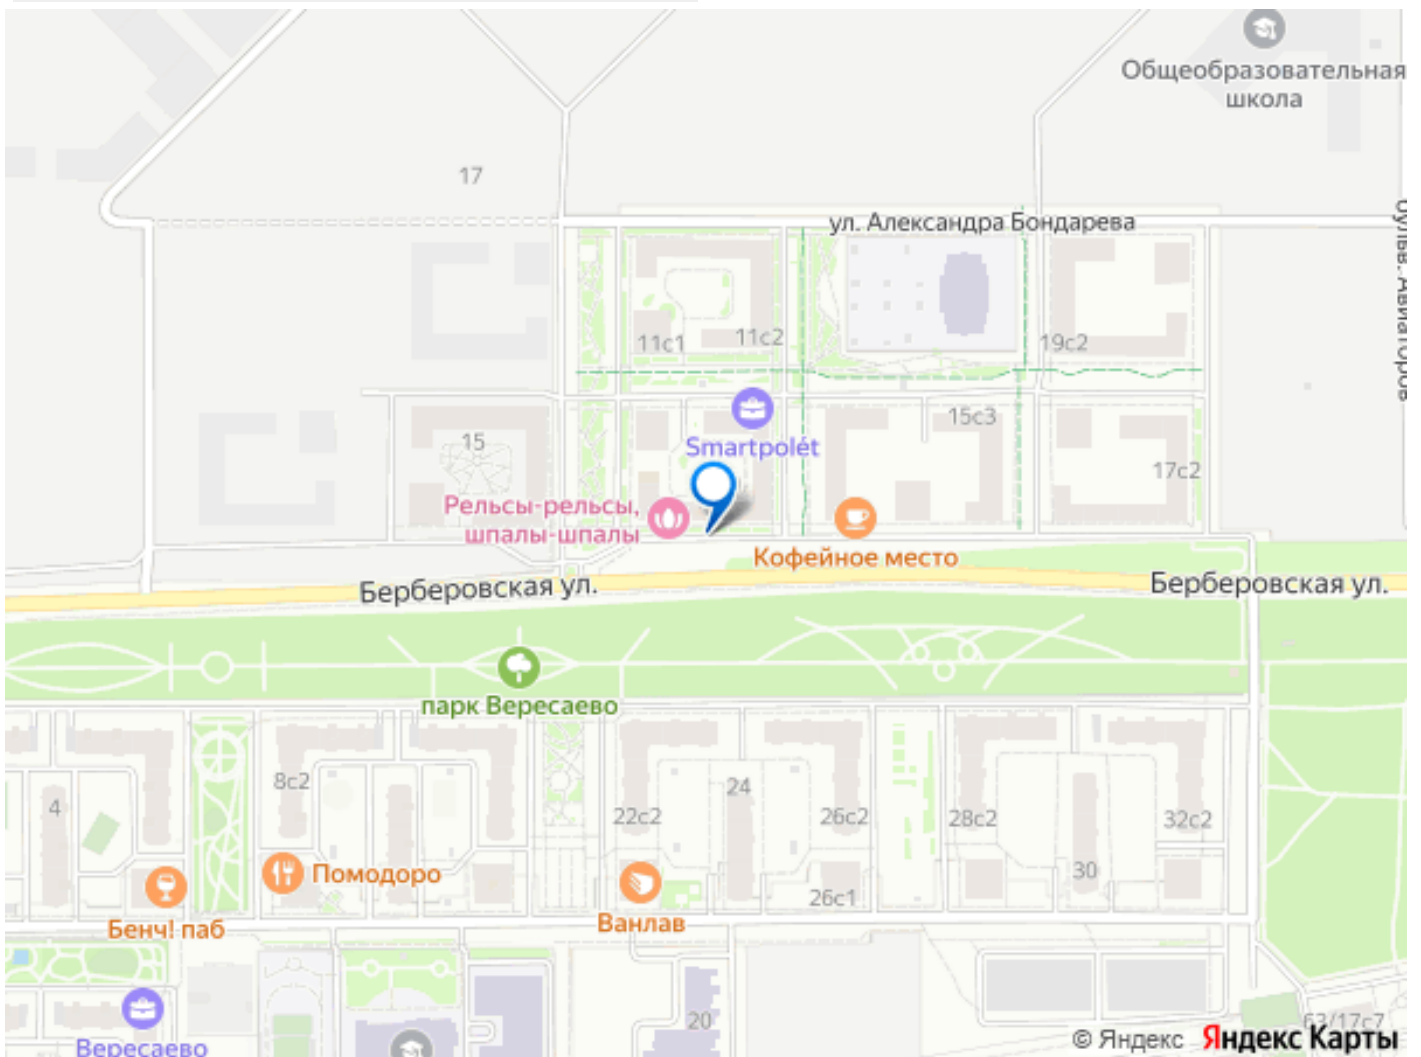 Общеобразовательная
школа
17
ул. Александра Бондарева
бульв. Авиаторов
11с1
11с2
19с2
15
15с3
Smartpolét
17с2
Рельсы-рельсы,
шпалы-шпалы
Кофейное место
Берберовская ул.
Берберовская ул.
парк Вересаево
8с2
4
24
22с2
26с2
28с2
32с2
30
Помодоро
26с1
Бенч! паб
Ванлав
20
63/17с7
Вересаево
© Яндекс Яндекс Карты